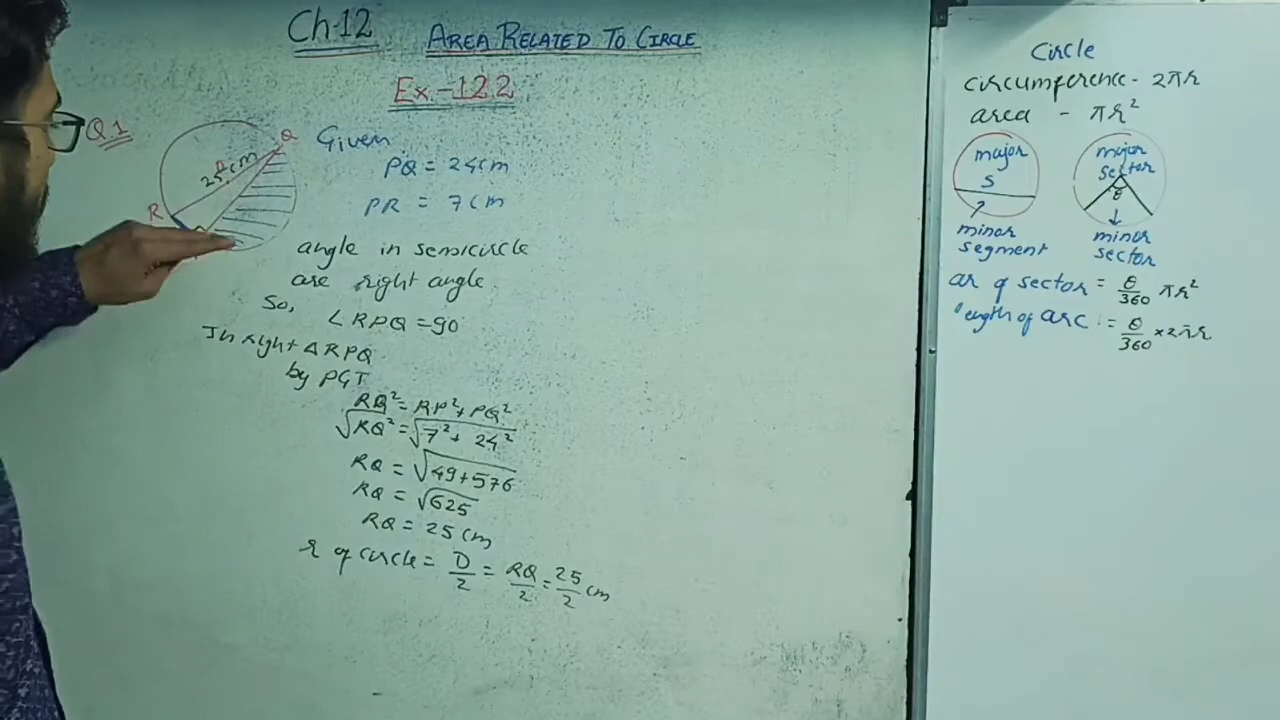 Ch-12
AREA RELATED TO CIRCLE
Ex.-12.2
Q.1
Q
25 cm
R
Given
PQ = 24cm
PR = 7cm
angle in semicircle
are right angle
So,
∠RPQ = 90
In right △RPQ
by PGT
RQ² = RP² + PQ²
√RQ² = √7² + 24²
RQ = √49+576
RQ = √625
RQ = 25 cm
r of circle = D/2 = RQ/2 = 25/2 cm
Circle
circumference - 2πr
area - πr²
major
S
minor
segment
major
sector
θ
minor
sector
ar of sector = θ/360 πr²
length of arc = θ/360 × 2πr